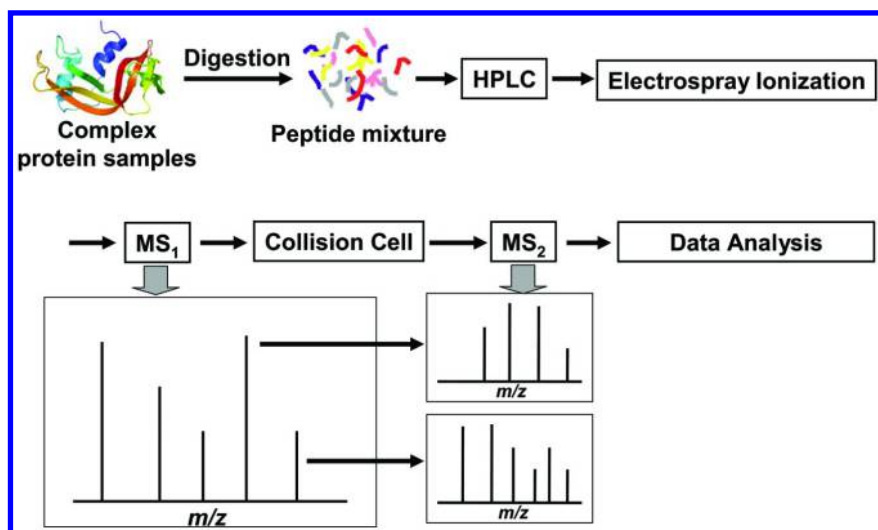 Digestion
HPLC
Electrospray Ionization
Complex
protein samples
Peptide mixture
MS₁
Collision Cell
MS₂
Data Analysis
m/z
m/z
m/z